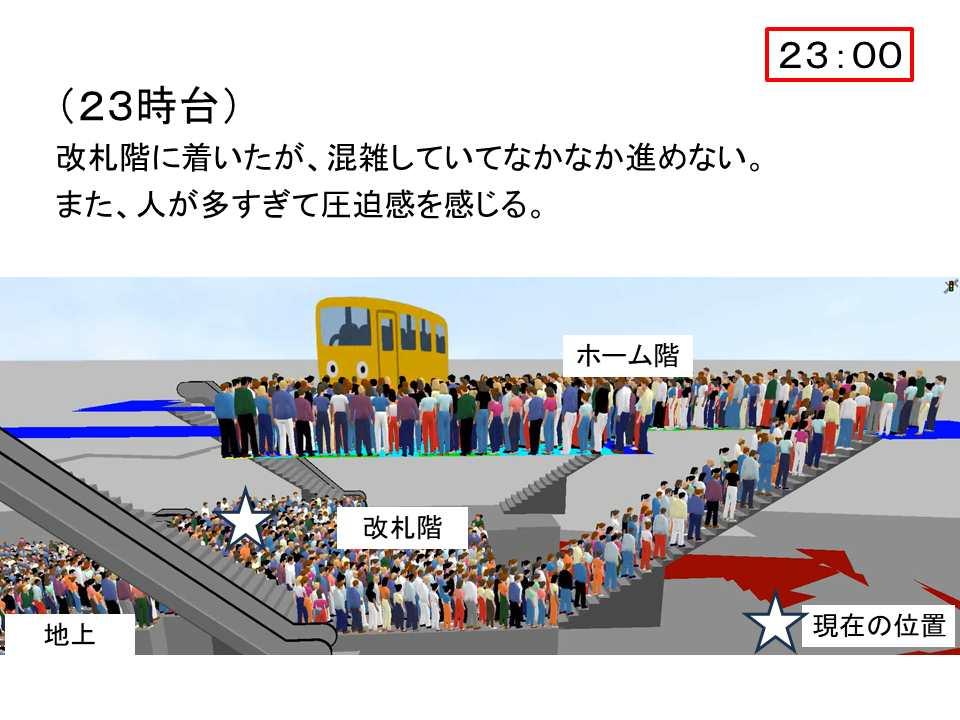 ２３：００
（２３時台）
改札階に着いたが、混雑していてなかなか進めない。
また、人が多すぎて圧迫感を感じる。
ホーム階
改札階
地上
現在の位置